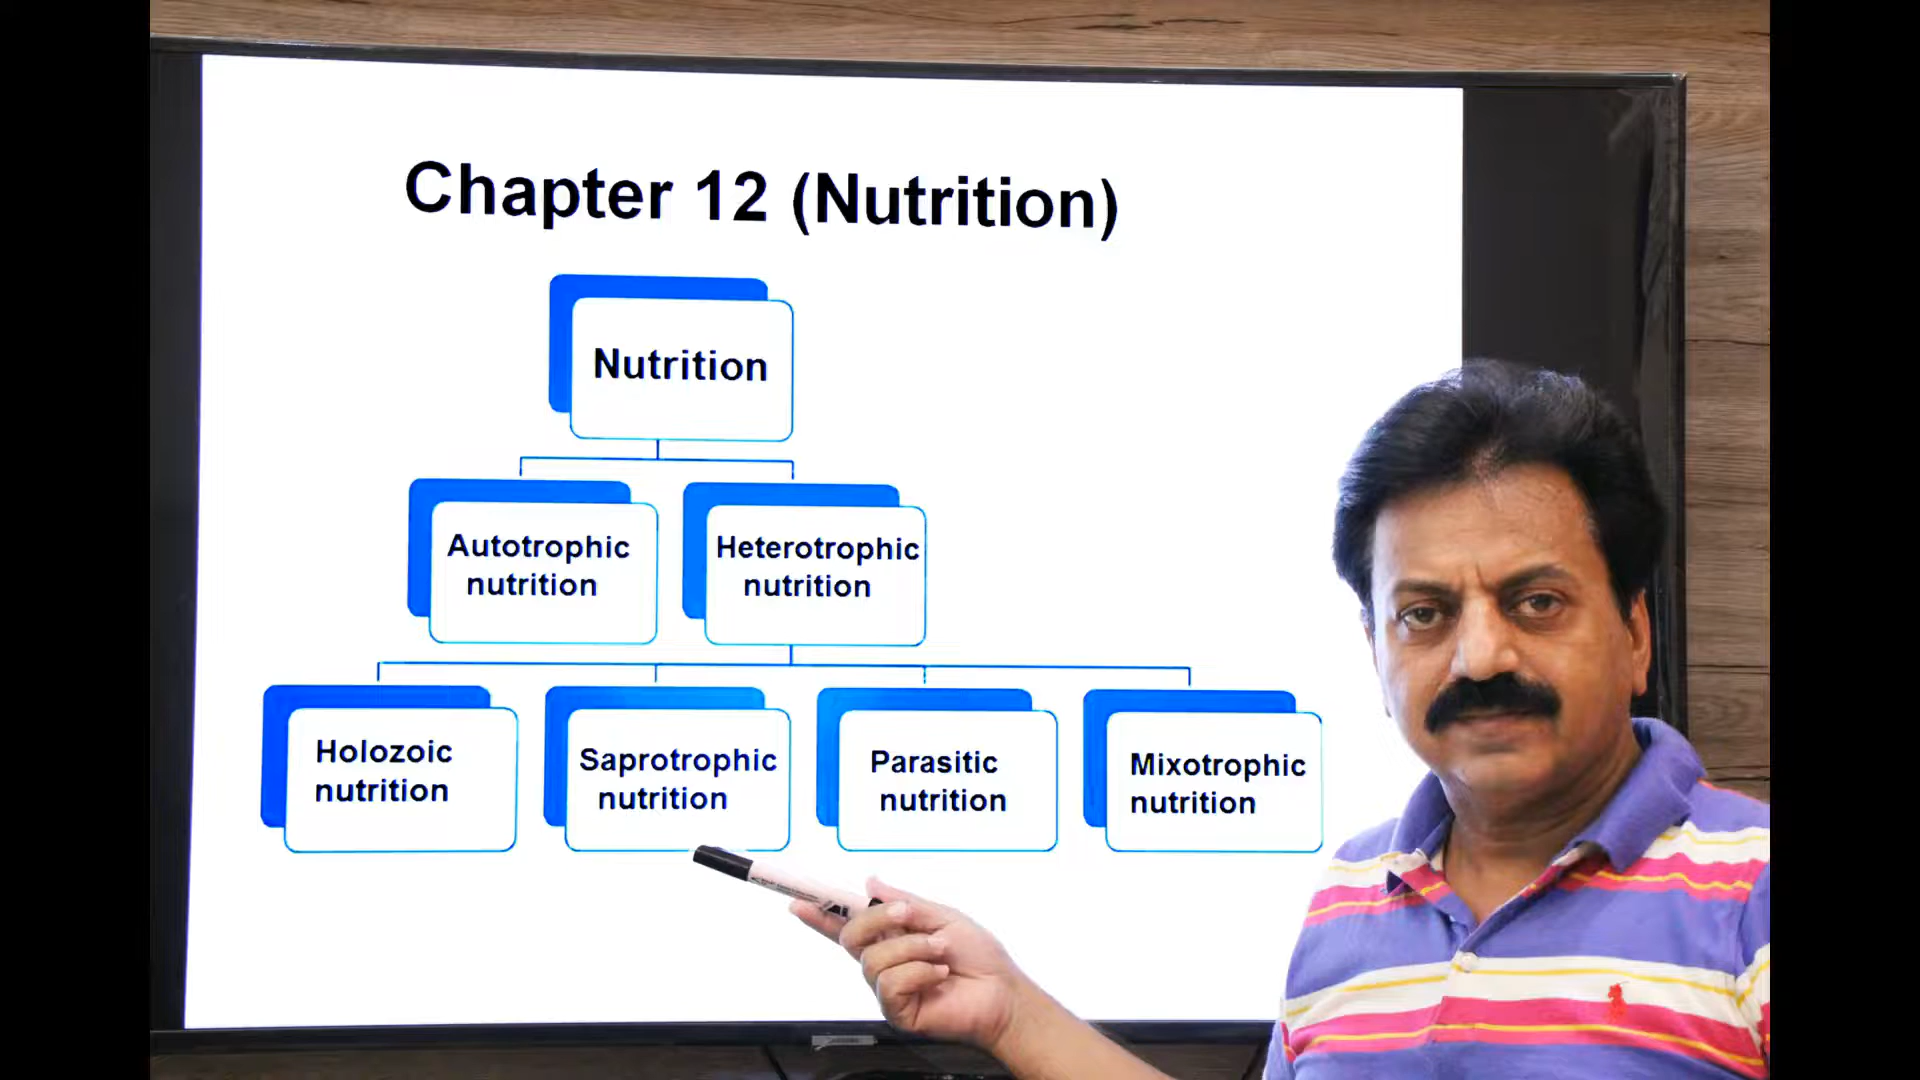 Chapter 12 (Nutrition)
Nutrition
Autotrophic
nutrition
Heterotrophic
nutrition
Holozoic
nutrition
Saprotrophic
nutrition
Parasitic
nutrition
Mixotrophic
nutrition